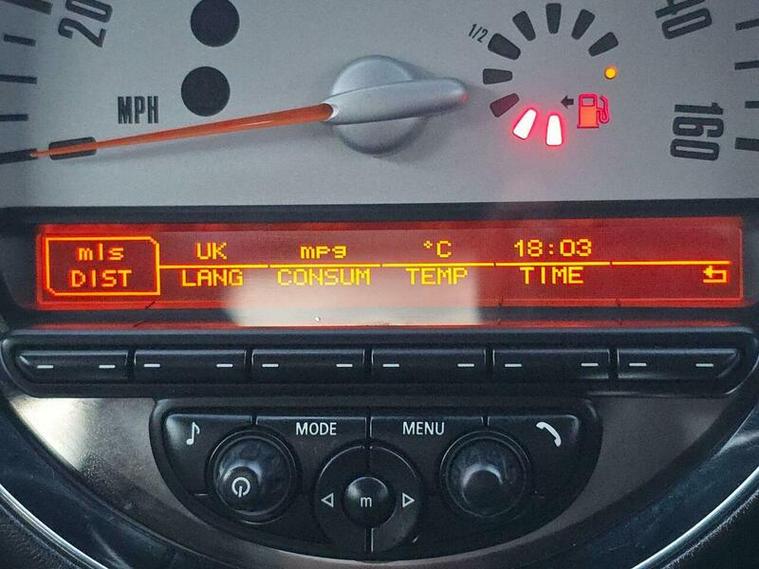 20
MPH
1/2
40
160
mls UK mpg °C 18:03
DIST LANG CONSUM TEMP TIME
MODE MENU
m